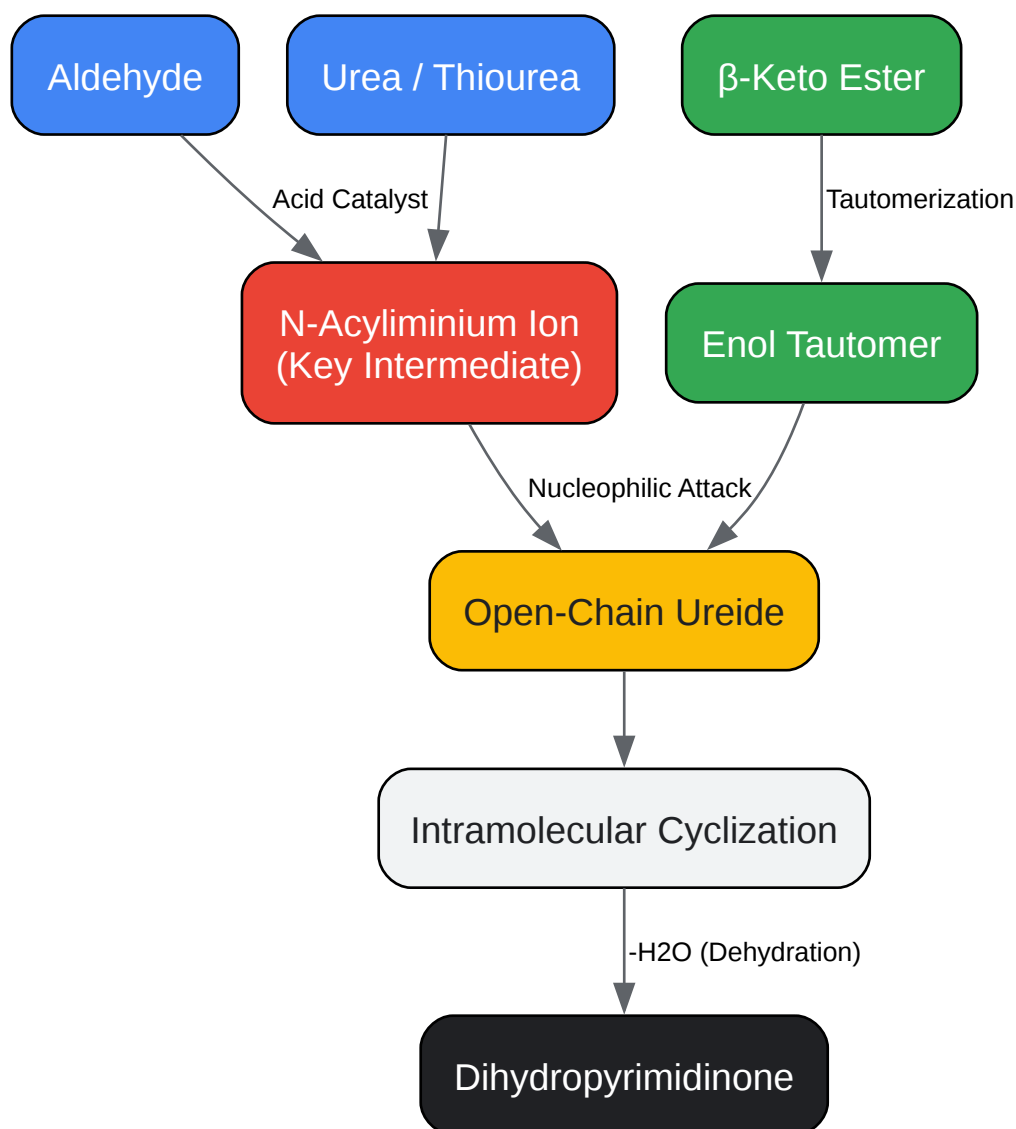 Aldehyde
Urea / Thiourea
β-Keto Ester
Acid Catalyst
Tautomerization
N-Acyliminium Ion
(Key Intermediate)
Enol Tautomer
Nucleophilic Attack
Open-Chain Ureide
Intramolecular Cyclization
-H2O (Dehydration)
Dihydropyrimidinone